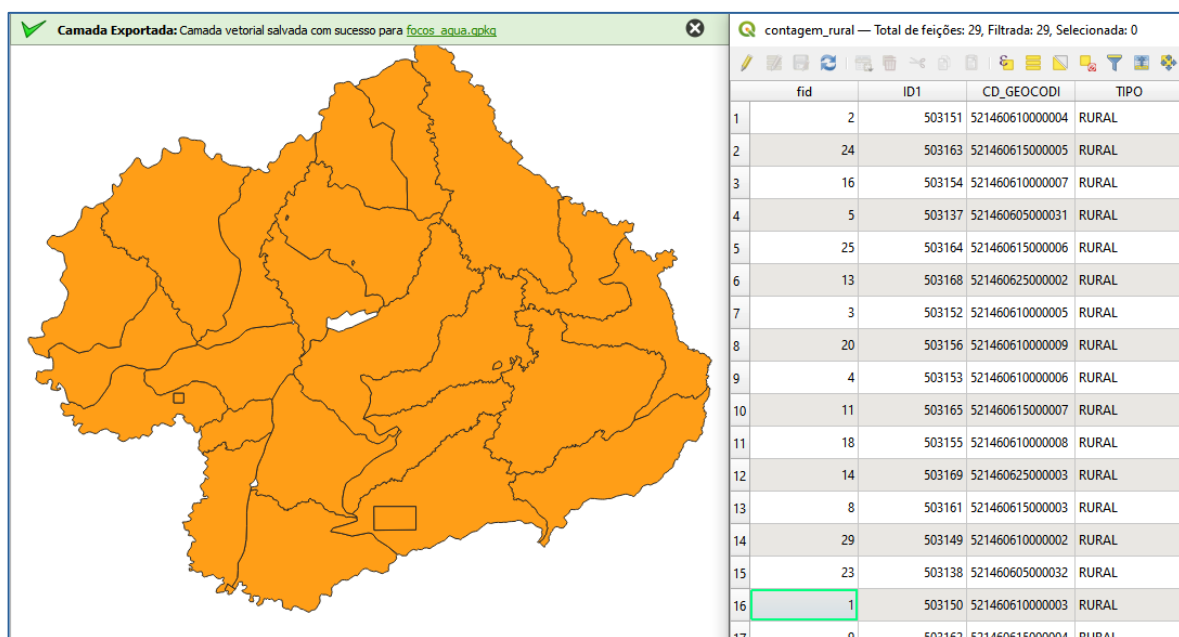 Camada Exportada: Camada vetorial salvada com sucesso para focos_agua.gpkg
contagem_rural — Total de feições: 29, Filtrada: 29, Selecionada: 0
fid ID1 CD_GEOCODI TIPO
1 2 503151 521460610000004 RURAL
2 24 503163 521460615000005 RURAL
3 16 503154 521460610000007 RURAL
4 5 503137 521460605000031 RURAL
5 25 503164 521460615000006 RURAL
6 13 503168 521460625000002 RURAL
7 3 503152 521460610000005 RURAL
8 20 503156 521460610000009 RURAL
9 4 503153 521460610000006 RURAL
10 11 503165 521460615000007 RURAL
11 18 503155 521460610000008 RURAL
12 14 503169 521460625000003 RURAL
13 8 503161 521460615000003 RURAL
14 29 503149 521460610000002 RURAL
15 23 503138 521460605000032 RURAL
16 1 503150 521460610000003 RURAL